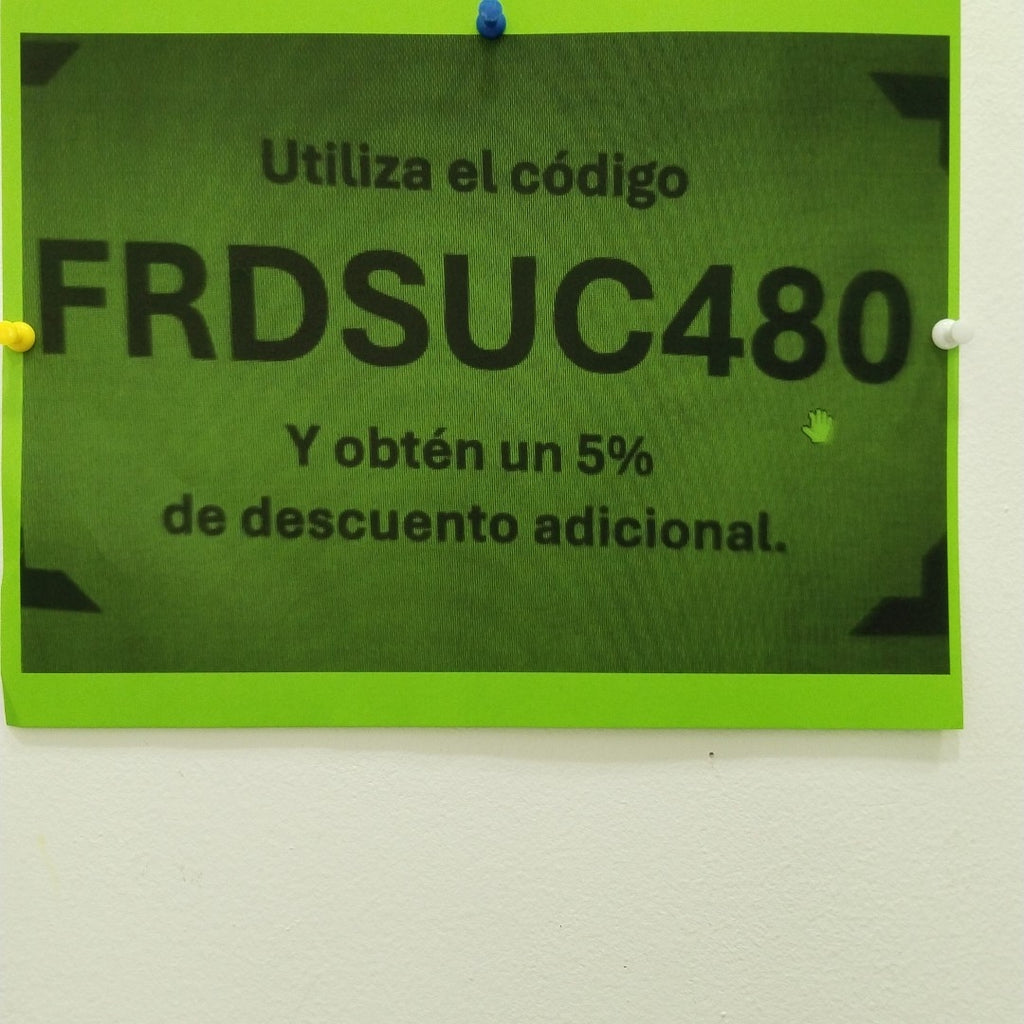 Utiliza el código
FRDSUC480
Y obtén un 5%
de descuento adicional.